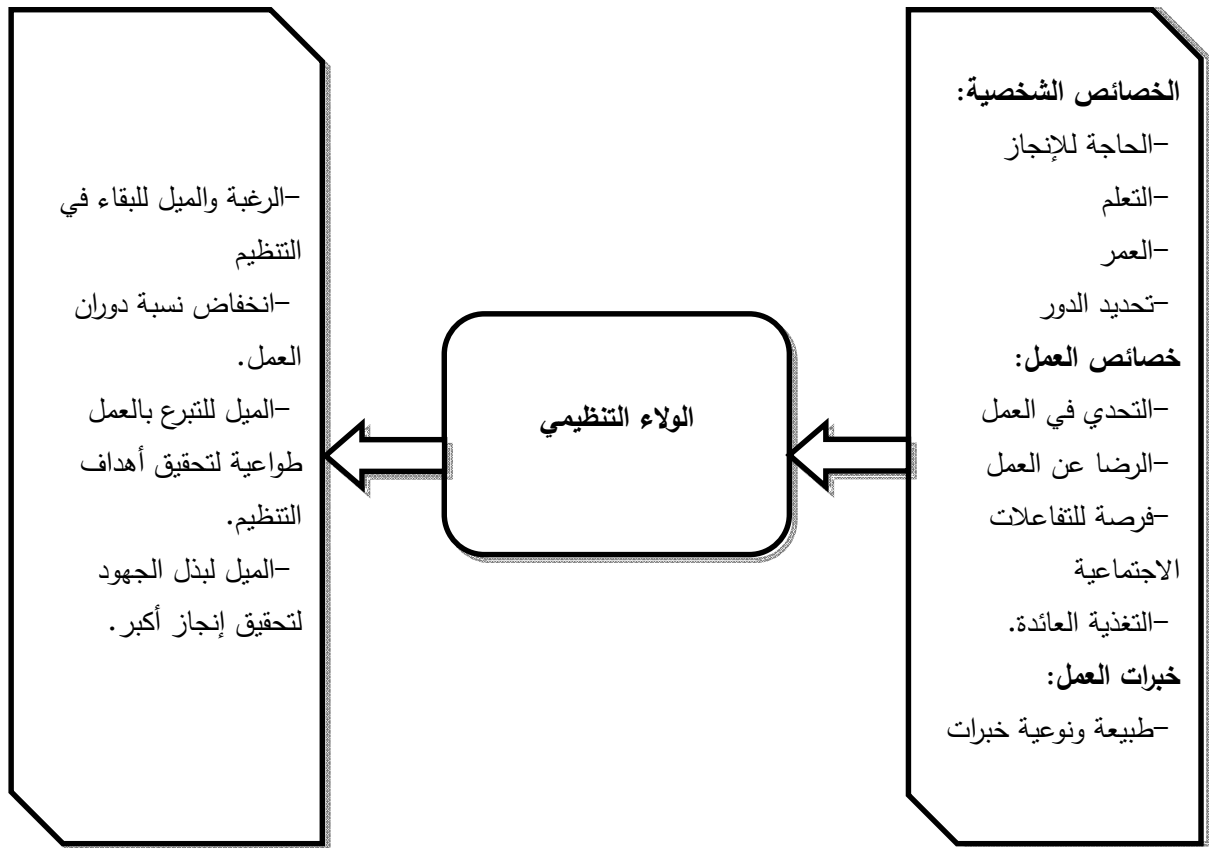 الخصائص الشخصية:
-الحاجة للإنجاز
-التعلم
-العمر
-تحديد الدور
خصائص العمل:
-التحدي في العمل
-الرضا عن العمل
-فرصة للتفاعلات
الاجتماعية
-التغذية العائدة.
خبرات العمل:
-طبيعة ونوعية خبرات
الولاء التنظيمي
-الرغبة والميل للبقاء في
التنظيم
-انخفاض نسبة دوران
العمل.
-الميل للتبرع بالعمل
طواعية لتحقيق أهداف
التنظيم.
-الميل لبذل الجهود
لتحقيق إنجاز أكبر.